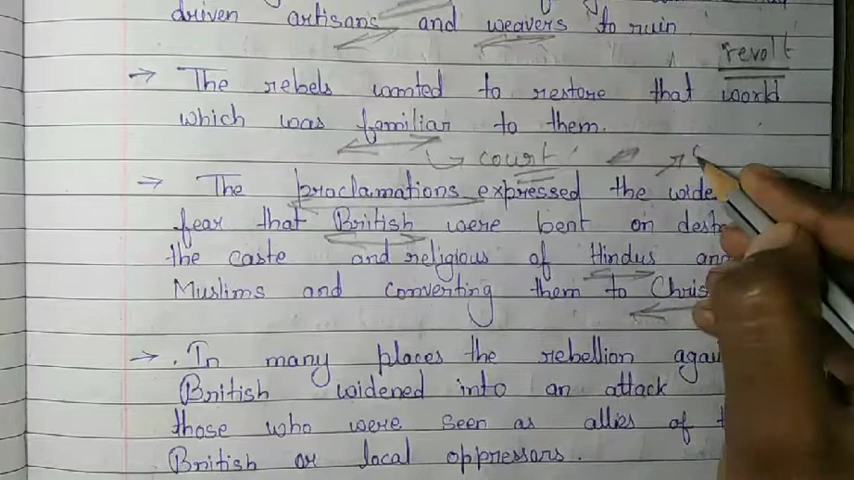 driven artisans and weavers to ruin
revolt
→ The rebels wanted to restore that world
which was familiar to them.
↳ court
→ The proclamations expressed the wide
fear that British were bent on
the caste and religious of Hindus and
Muslims and converting them to
→ . In many places the rebellion
British widened into an attack
those who were seen as allies of
British or local oppressors.